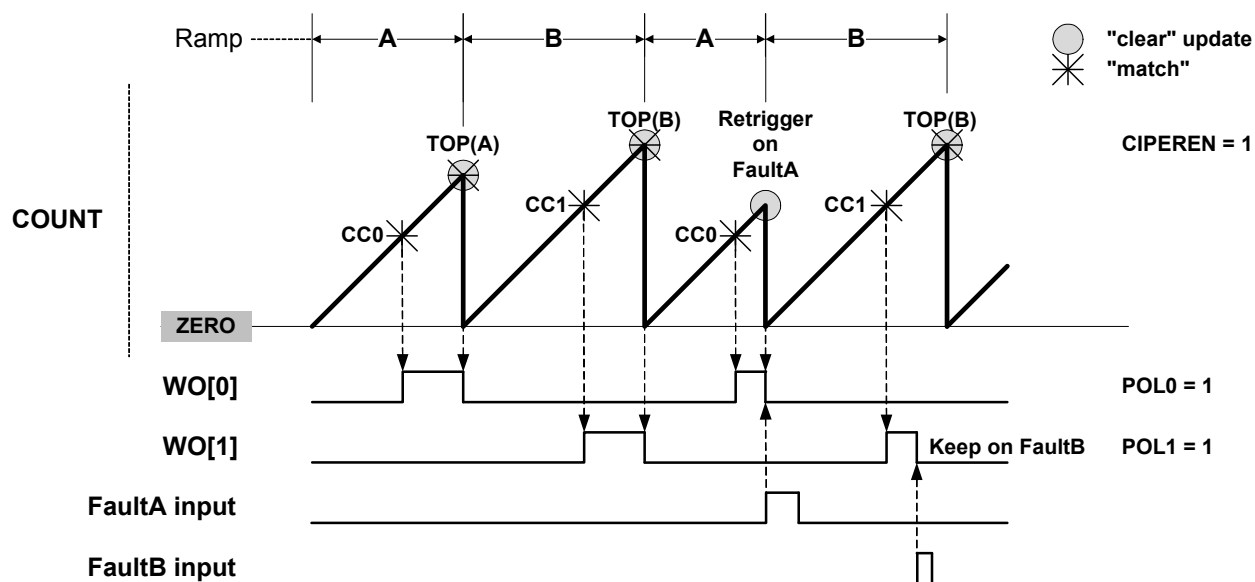 Ramp
A
B
A
B
"clear" update
"match"
TOP(A)
TOP(B)
Retrigger
on
FaultA
TOP(B)
CIPEREN = 1
COUNT
CC0
CC1
CC0
CC1
ZERO
WO[0]
POL0 = 1
WO[1]
Keep on FaultB
POL1 = 1
FaultA input
FaultB input